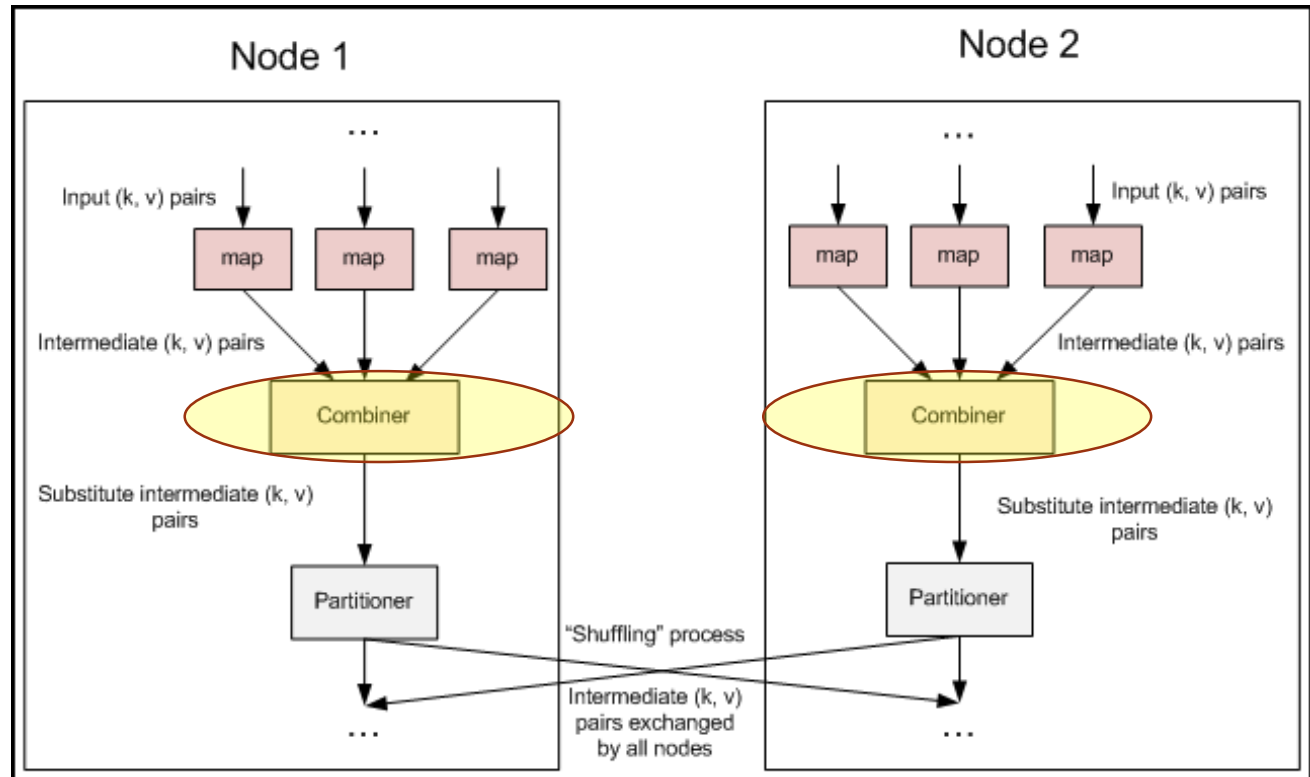 Node 1
Node 2
...
...
Input (k, v) pairs
Input (k, v) pairs
map
map
map
map
map
map
Intermediate (k, v) pairs
Intermediate (k, v) pairs
Combiner
Combiner
Substitute intermediate (k, v)
pairs
Substitute intermediate (k, v)
pairs
Partitioner
Partitioner
“Shuffling” process
Intermediate (k, v)
pairs exchanged
by all nodes
...
...